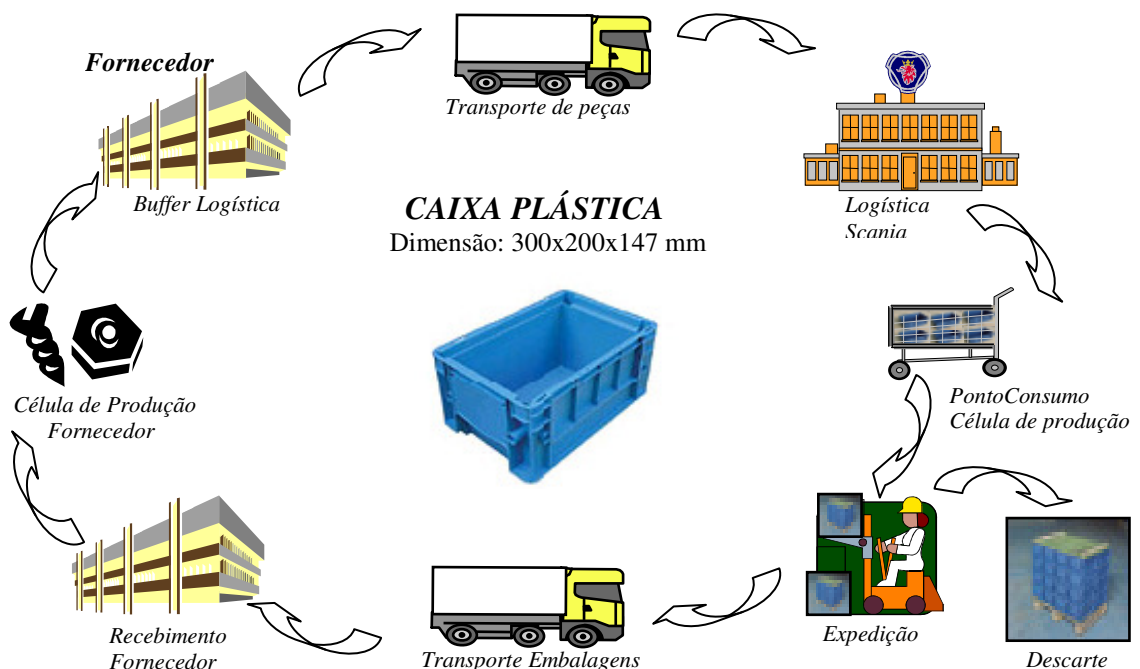 Fornecedor
Transporte de peças
Buffer Logística
CAIXA PLÁSTICA
Dimensão: 300x200x147 mm
Logística
Scania
Célula de Produção
Fornecedor
PontoConsumo
Célula de produção
Recebimento
Fornecedor
Transporte Embalagens
Expedição
Descarte